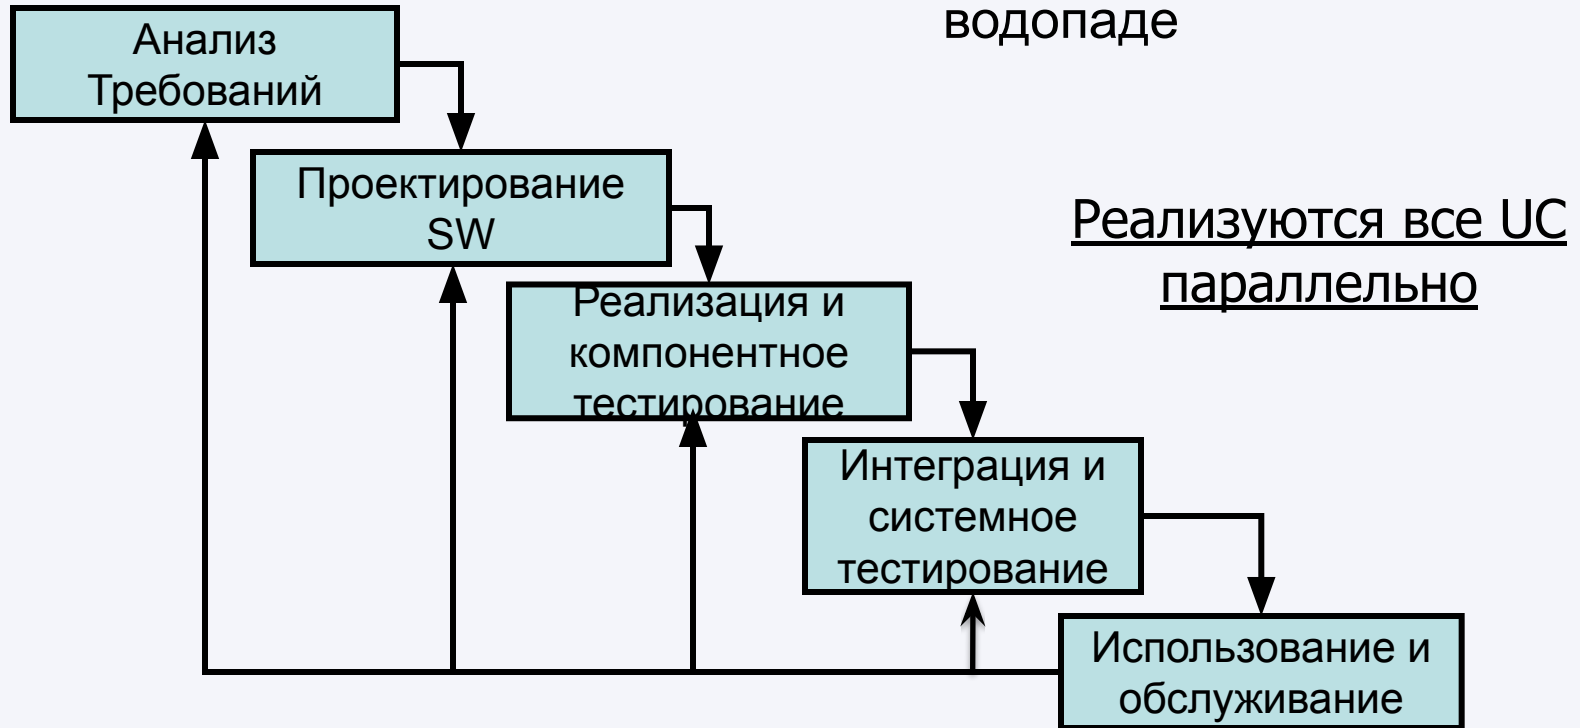 водопаде
Анализ
Требований
Проектирование
SW
Реализуются все UC
параллельно
Реализация и
компонентное
тестирование
Интеграция и
системное
тестирование
Использование и
обслуживание